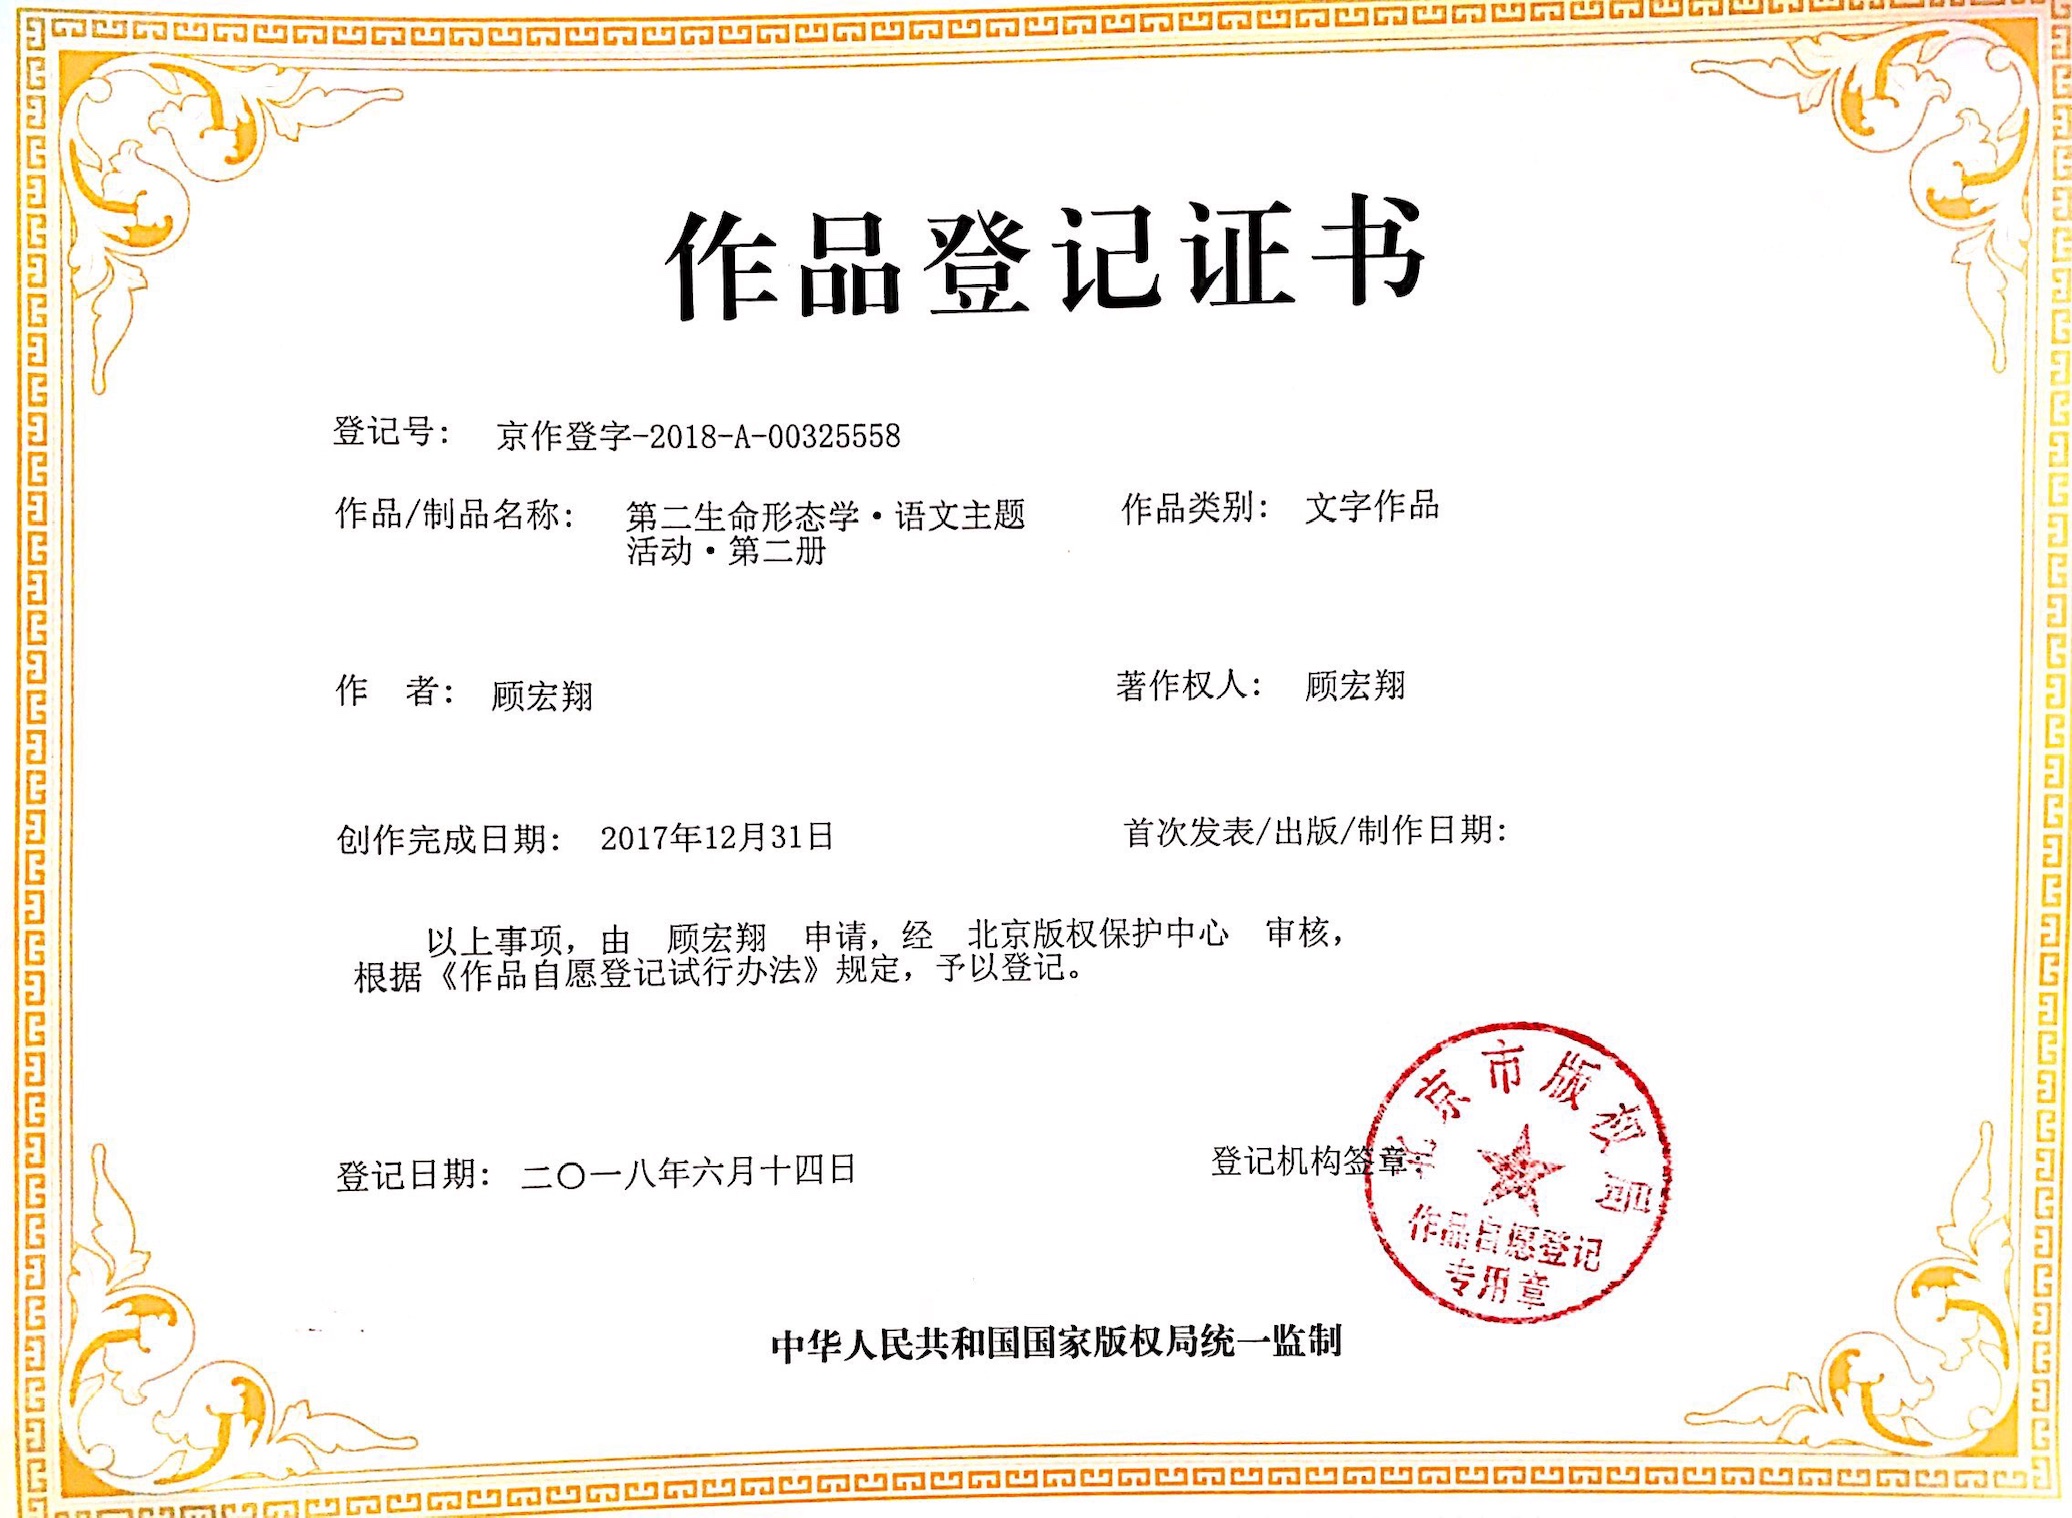 作品登记证书
登记号: 京作登字-2018-A-00325558
作品/制品名称: 第二生命形态学·语文主题 作品类别: 文字作品
活动·第二册
作 者: 顾宏翔 著作权人: 顾宏翔
创作完成日期: 2017年12月31日 首次发表/出版/制作日期:
以上事项，由 顾宏翔 申请，经 北京版权保护中心 审核，
根据《作品自愿登记试行办法》规定，予以登记。
登记日期: 二〇一八年六月十四日 登记机构签章:
北京市版权局
作品自愿登记
专用章
中华人民共和国国家版权局统一监制